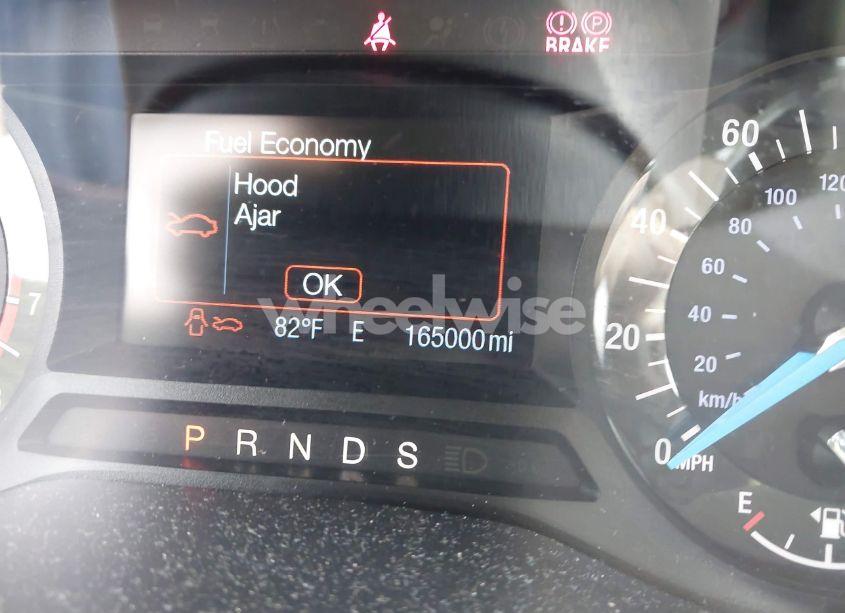 BRAKE
Fuel Economy
Hood
Ajar
OK
82°F E 165000 mi
P R N D S
60
40
20
0
MPH
120
100
80
60
40
20
km/h
7
E
wheelwise